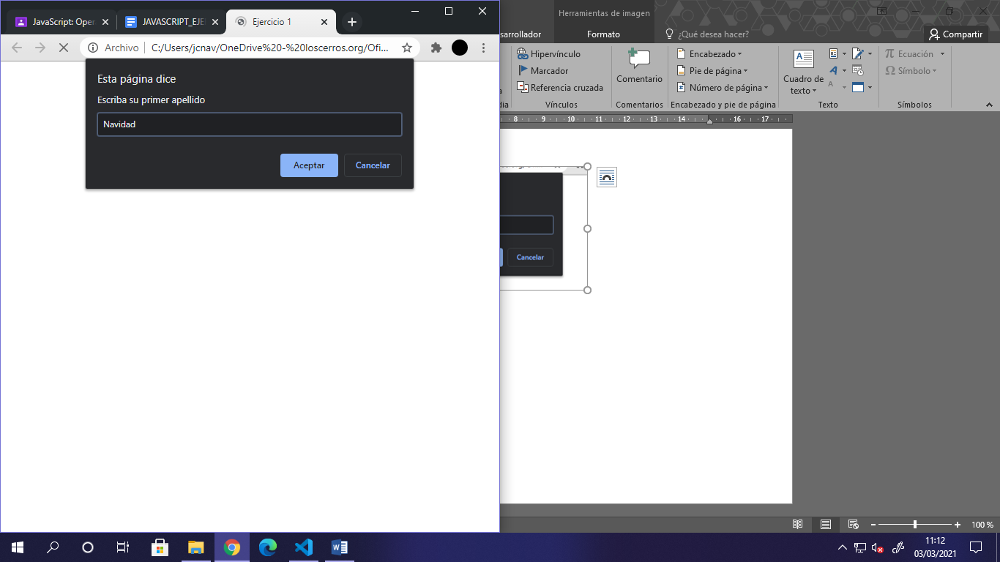 JavaScript: Oper
JAVASCRIPT_EJE
Ejercicio 1
Archivo
C:/Users/jcnav/OneDrive%20-%20loscerros.org/Ofi...
Esta página dice
Escriba su primer apellido
Navidad
Aceptar
Cancelar
Herramientas de imagen
sarrollador
Formato
¿Qué desea hacer?
Compartir
Hipervínculo
Marcador
Referencia cruzada
Vínculos
Comentario
Comentarios
Encabezado
Pie de página
Número de página
Encabezado y pie de página
Cuadro de
texto
Texto
Ecuación
Símbolo
Símbolos
8 9 10 11 12 13 14 16 17
Cancelar
100 %
11:12
03/03/2021